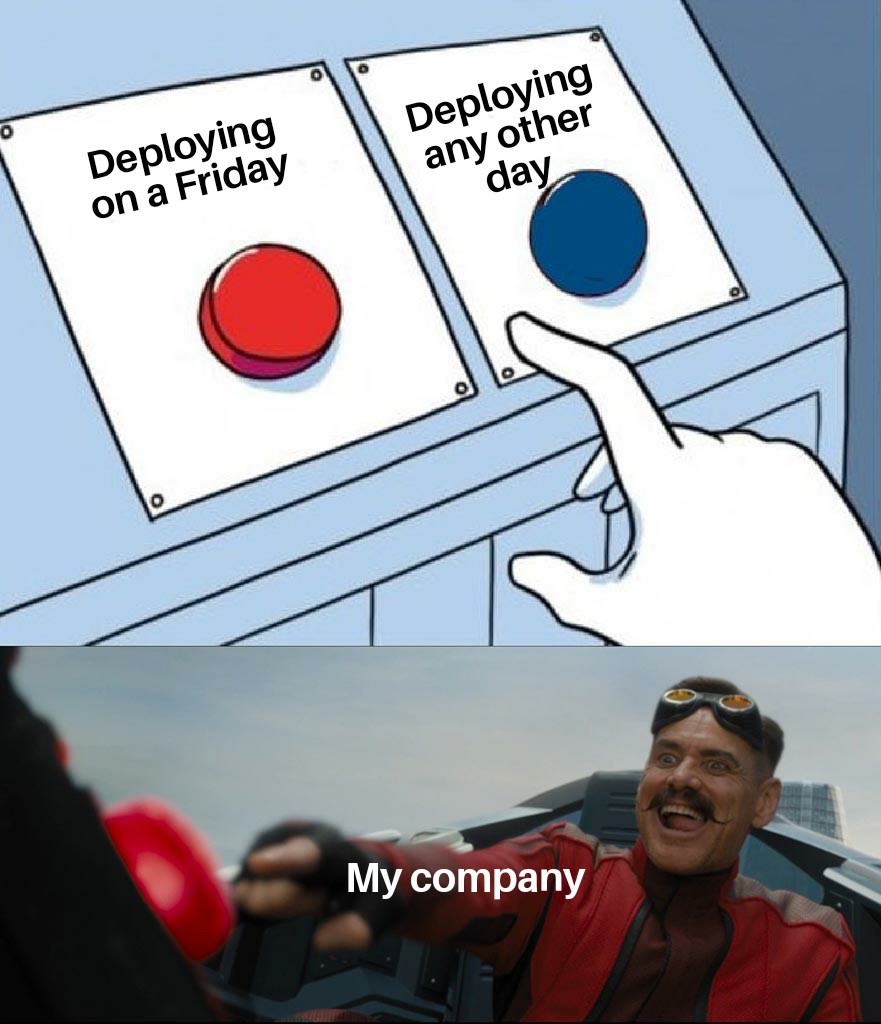 Deploying
on a Friday
Deploying
any other
day
My company